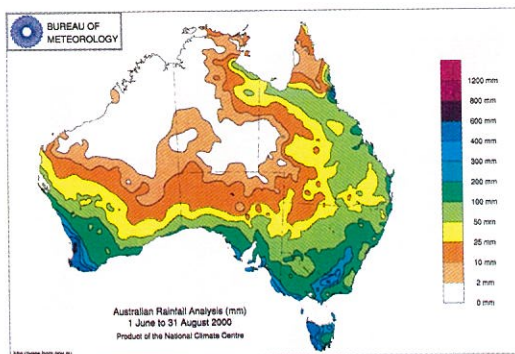 BUREAU OF
METEOROLOGY
1200 mm
800 mm
600 mm
400 mm
300 mm
200 mm
100 mm
50 mm
25 mm
10 mm
2 mm
0 mm
Australian Rainfall Analysis (mm)
1 June to 31 August 2000
Product of the National Climate Centre